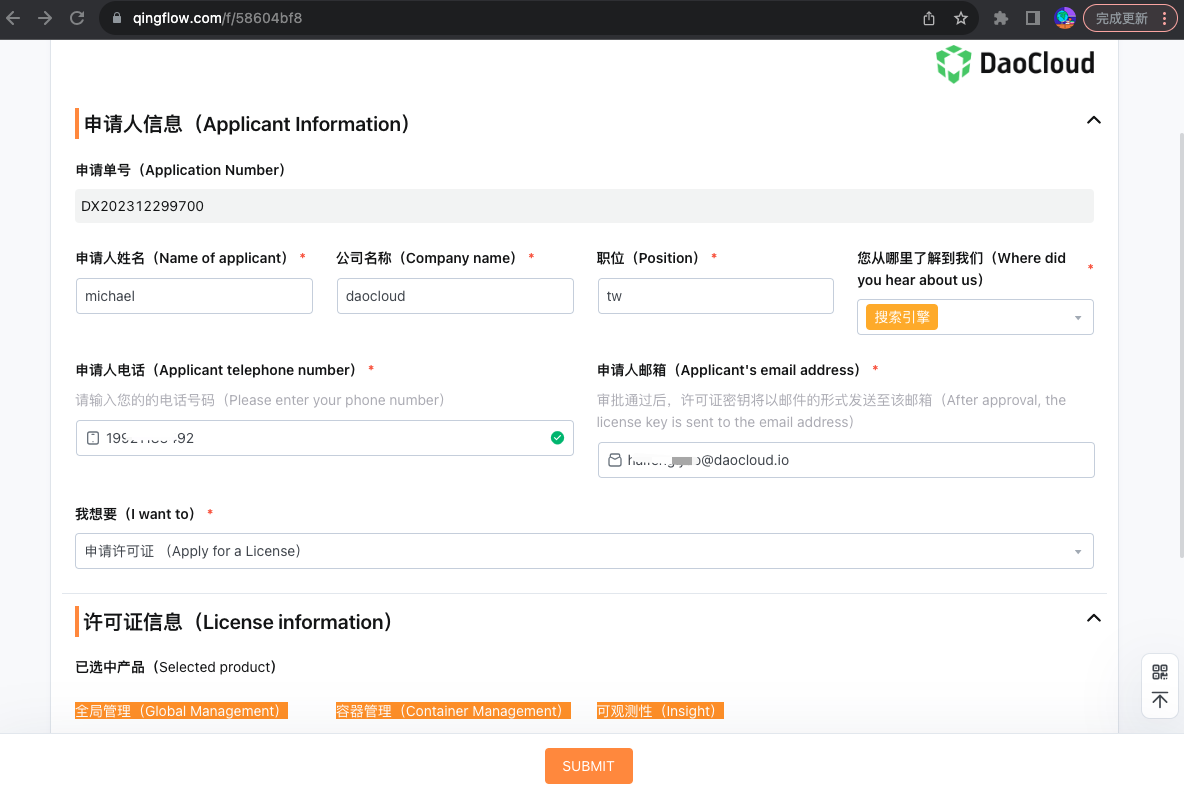 qingflow.com/f/58604bf8
完成更新
DaoCloud
申请人信息（Applicant Information）
申请单号（Application Number）
DX202312299700
申请人姓名（Name of applicant） *
公司名称（Company name） *
职位（Position） *
您从哪里了解到我们（Where did
you hear about us） *
michael
daocloud
tw
搜索引擎
申请人电话（Applicant telephone number） *
请输入您的的电话号码（Please enter your phone number）
申请人邮箱（Applicant's email address） *
审批通过后，许可证密钥将以邮件的形式发送至该邮箱（After approval, the
license key is sent to the email address）
@daocloud.io
我想要（I want to） *
申请许可证 （Apply for a License）
许可证信息（License information）
已选中产品（Selected product）
全局管理（Global Management）
容器管理（Container Management）
可观测性（Insight）
SUBMIT